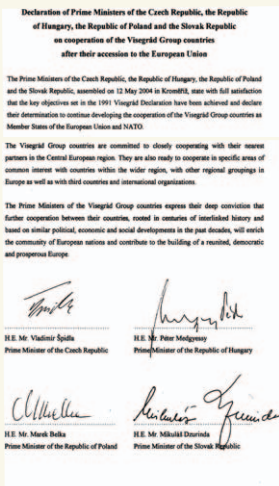 Declaration of Prime Ministers of the Czech Republic, the Republic
of Hungary, the Republic of Poland and the Slovak Republic
on cooperation of the Visegrád Group countries
after their accession to the European Union
The Prime Ministers of the Czech Republic, the Republic of Hungary, the Republic of Poland
and the Slovak Republic, assembled on 12 May 2004 in Kroměříž, state with full satisfaction
that the key objectives set in the 1991 Visegrád Declaration have been achieved and declare
their determination to continue developing the cooperation of the Visegrád Group countries as
Member States of the European Union and NATO.
The Visegrád Group countries are committed to closely cooperating with their nearest
partners in the Central European region. They are also ready to cooperate in specific areas of
common interest with countries within the wider region, with other regional groupings in
Europe as well as with third countries and international organizations.
The Prime Ministers of the Visegrád Group countries express their deep conviction that
further cooperation between their countries, rooted in centuries of interlinked history and
based on similar political, economic and social developments in the past decades, will enrich
the community of European nations and contribute to the building of a reunited, democratic
and prosperous Europe.
H.E. Mr. Vladimír Špidla
Prime Minister of the Czech Republic
H.E. Mr. Péter Medgyessy
Prime Minister of the Republic of Hungary
H.E. Mr. Marek Belka
Prime Minister of the Republic of Poland
H.E. Mr. Mikuláš Dzurinda
Prime Minister of the Slovak Republic